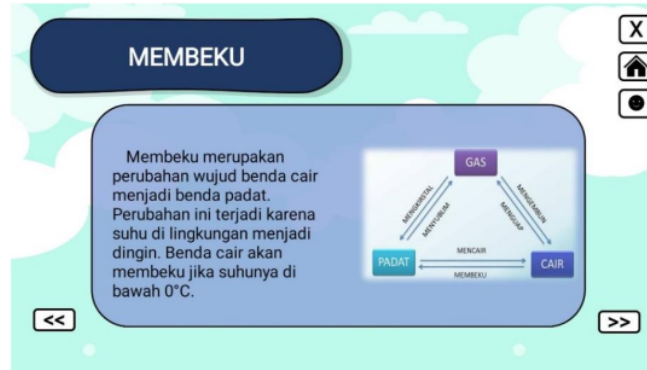 MEMBEKU
X
Membeku merupakan
perubahan wujud benda cair
menjadi benda padat.
Perubahan ini terjadi karena
suhu di lingkungan menjadi
dingin. Benda cair akan
membeku jika suhunya di
bawah 0°C.
GAS
MENGKRISTAL
MENYUBLIM
MENGEMBUN
MENGUAP
PADAT
MENCAIR
MEMBEKU
CAIR
<<
>>